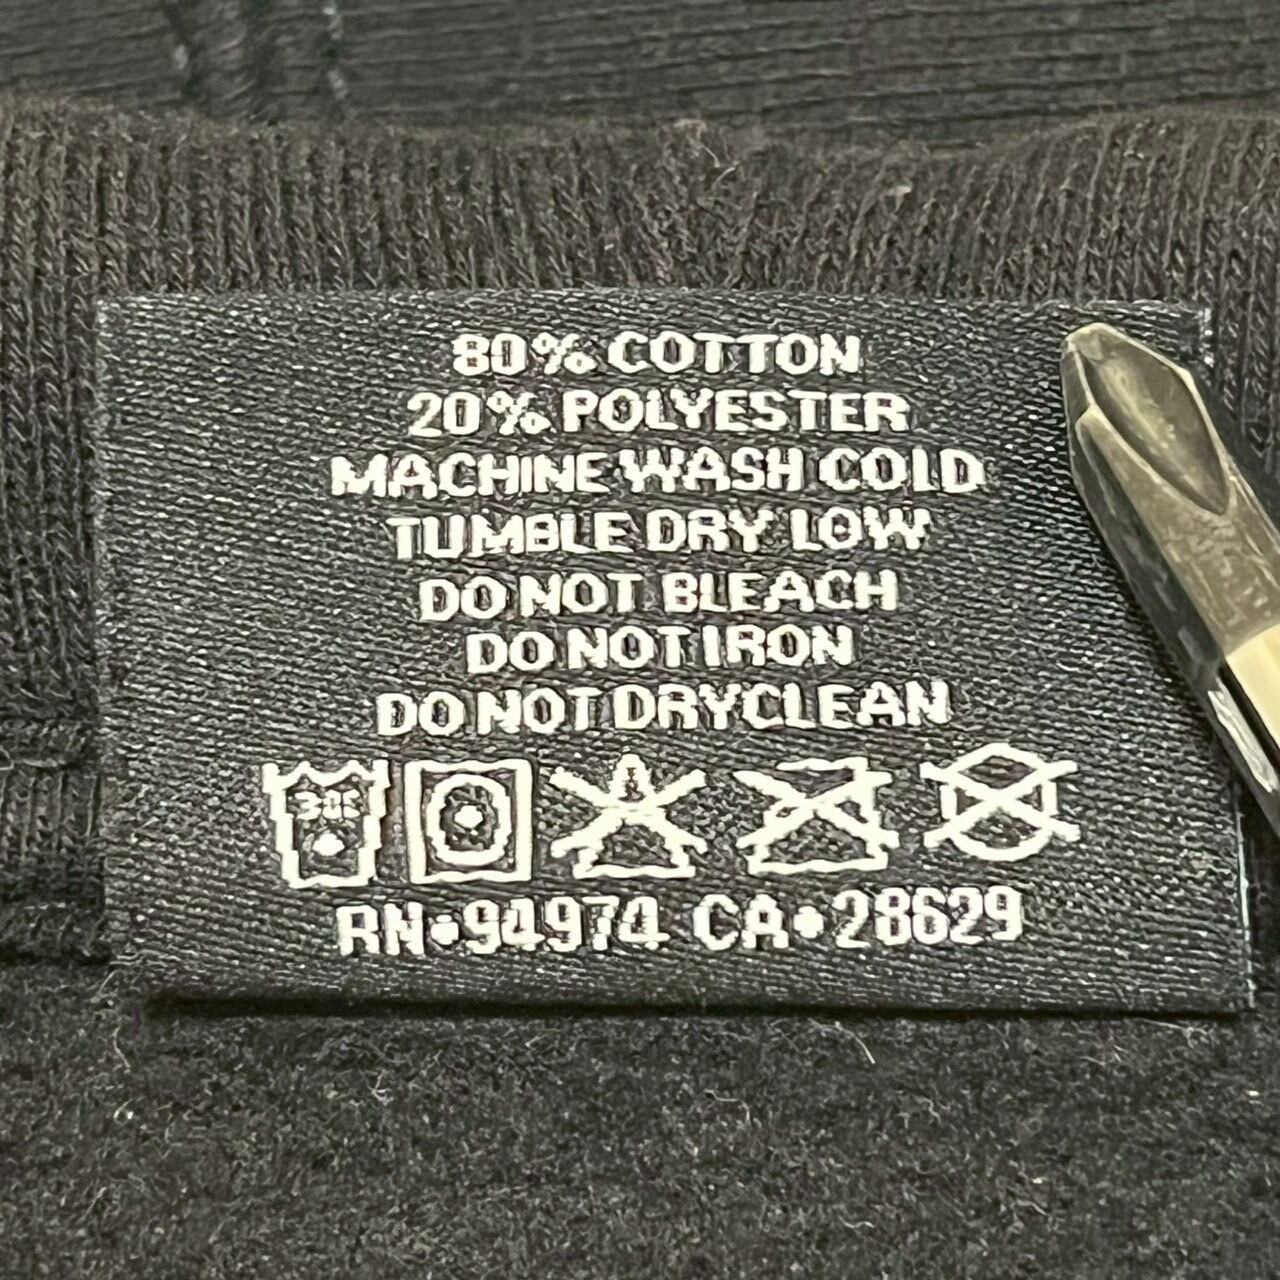 80% COTTON
20% POLYESTER
MACHINE WASH COLD
TUMBLE DRY LOW
DO NOT BLEACH
DO NOT IRON
DO NOT DRYCLEAN
30C
RN•94974 CA•28629